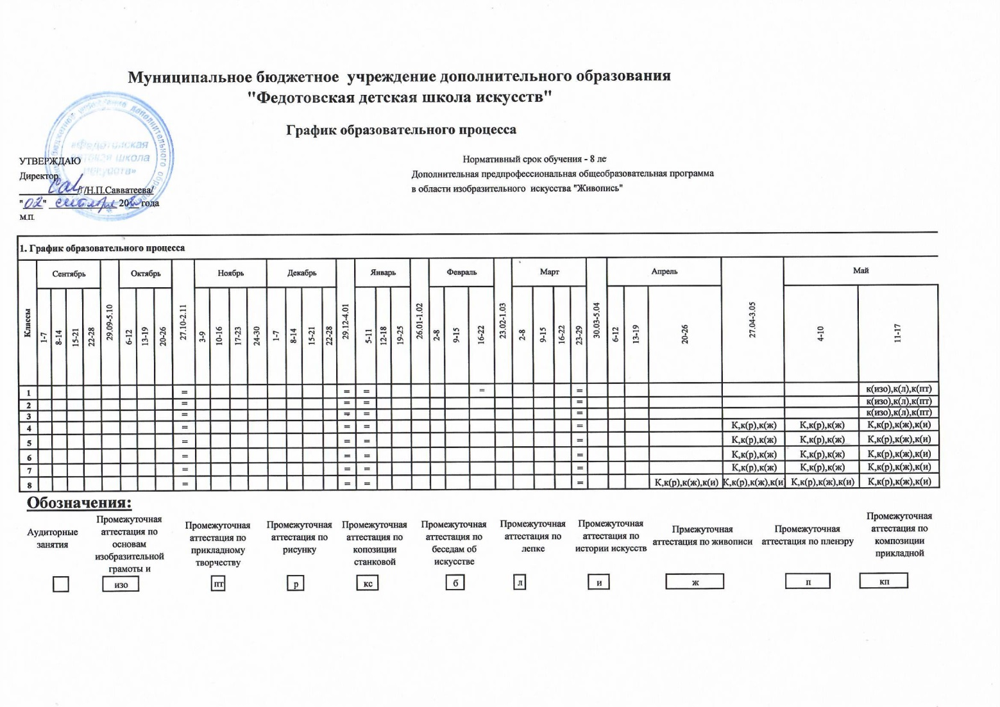 Муниципальное бюджетное учреждение дополнительного образования
"Федотовская детская школа искусств"
График образовательного процесса
УТВЕРЖДАЮ
Директор
/Н.П.Савватеева/
"02" сентября 20 года
М.П.
Нормативный срок обучения - 8 ле
Дополнительная предпрофессиональная общеобразовательная программа
в области изобразительного искусства "Живопись"
1. График образовательного процесса
Классы Сентябрь 29.09-5.10 Октябрь 27.10-2.11 Ноябрь Декабрь 29.12-4.01 Январь 26.01-1.02 Февраль 23.02-1.03 Март 30.03-5.04 Апрель 27.04-3.05 Май
1-7 8-14 15-21 22-28 6-12 13-19 20-26 3-9 10-16 17-23 24-30 1-7 8-14 15-21 22-28 5-11 12-18 19-25 2-8 9-15 16-22 2-8 9-15 16-22 23-29 6-12 13-19 20-26 4-10 11-17
1 = = = = = к(изо),к(л),к(пт)
2 = = = = к(изо),к(л),к(пт)
3 = = = = к(изо),к(л),к(пт)
4 = = = = К,к(р),к(ж) К,к(р),к(ж) К,к(р),к(ж),к(и)
5 = = = = К,к(р),к(ж) К,к(р),к(ж) К,к(р),к(ж),к(и)
6 = = = = К,к(р),к(ж) К,к(р),к(ж) К,к(р),к(ж),к(и)
7 = = = = К,к(р),к(ж) К,к(р),к(ж) К,к(р),к(ж),к(и)
8 = = = = К,к(р),к(ж),к(и) К,к(р),к(ж),к(и К,к(р),к(ж),к(и) К,к(р),к(ж),к(и)
Обозначения:
Аудиторные
занятия
Промежуточная
аттестация по
основам
изобразительной
грамоты и
изо
Промежуточная
аттестация по
прикладному
творчеству
пт
Промежуточная
аттестация по
рисунку
р
Промежуточная
аттестация по
копозиции
станковой
кс
Промежуточная
аттестация по
беседам об
искусстве
б
Промежуточная
аттестация по
лепке
л
Промежуточная
аттестация по
истории искусств
и
Прмежуточная
аттестация по живописи
ж
Промежуточная
аттестация по пленэру
п
Промежуточная
аттестация по
композиции
прикладной
кп